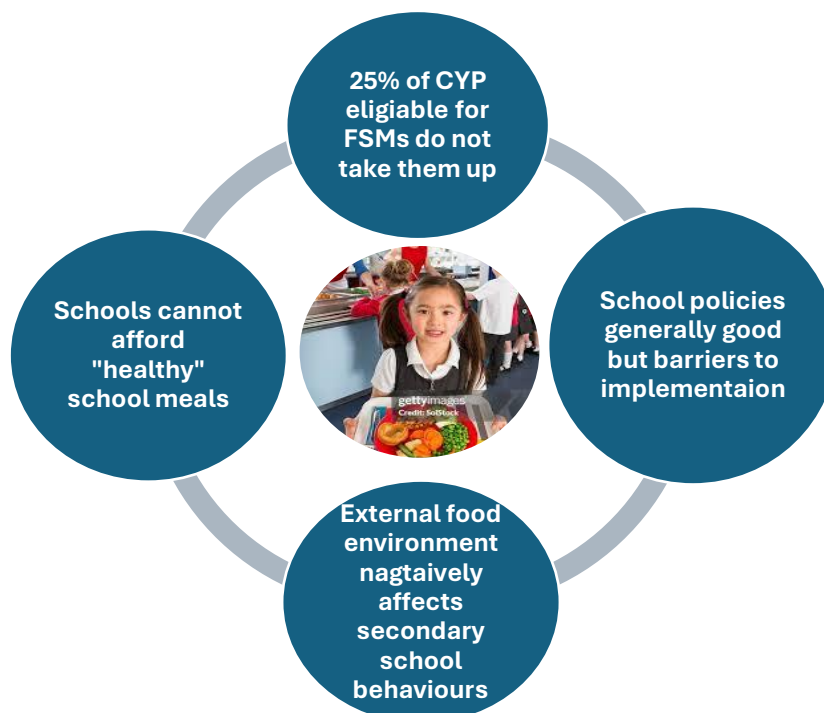 25% of CYP
eligiable for
FSMs do not
take them up
Schools cannot
afford
"healthy"
school meals
gettyimages
Credit: SolStock
School policies
generally good
but barriers to
implementaion
External food
environment
nagtaively
affects
secondary
school
behaviours